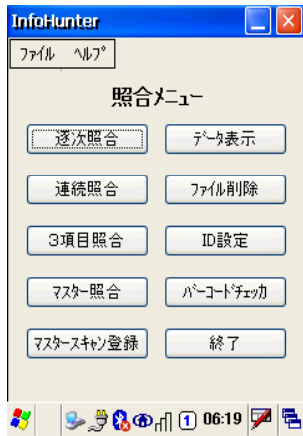 InfoHunter
ﾌｧｲﾙ ﾍﾙﾌﾟ
照合ﾒﾆｭｰ
逐次照合 ﾃﾞｰﾀ表示
連続照合 ﾌｧｲﾙ削除
3項目照合 ID設定
ﾏｽﾀｰ照合 ﾊﾞｰｺｰﾄﾞﾁｪｯｶ
ﾏｽﾀｰｽｷｬﾝ登録 終了
1 06:19